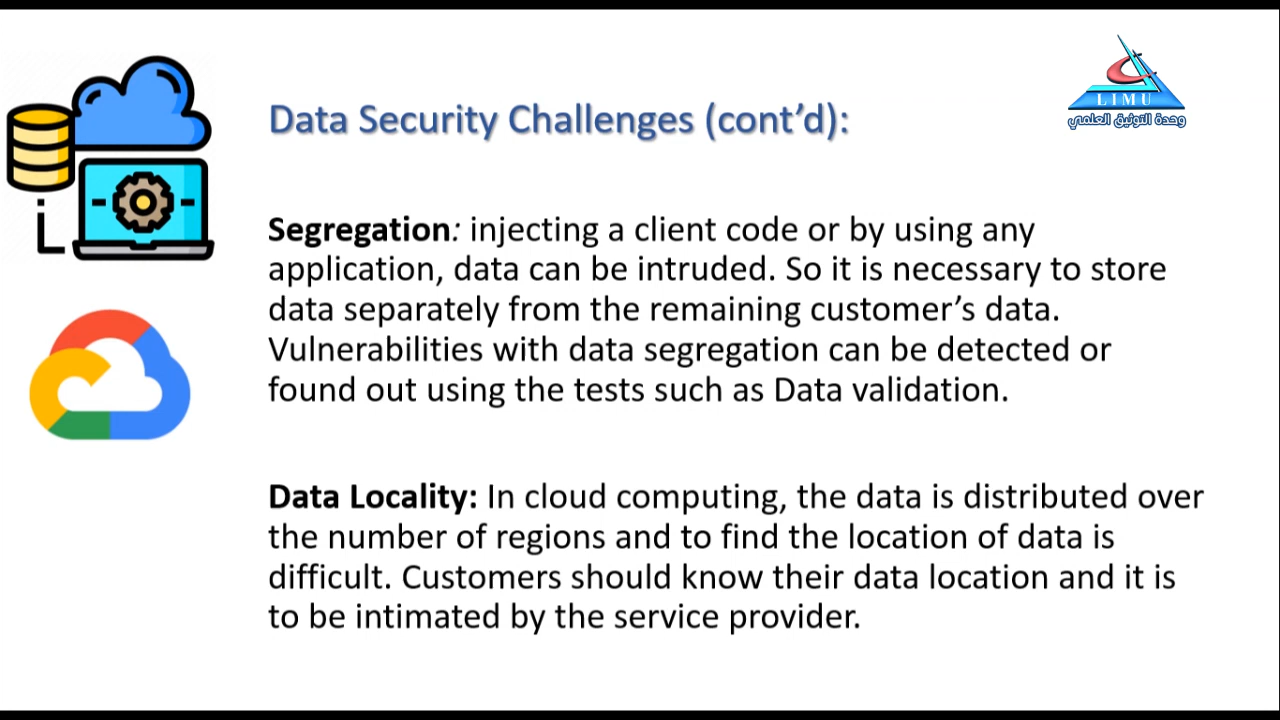 LIMU
وحدة التوثيق العلمي
Data Security Challenges (cont’d):
Segregation: injecting a client code or by using any
application, data can be intruded. So it is necessary to store
data separately from the remaining customer’s data.
Vulnerabilities with data segregation can be detected or
found out using the tests such as Data validation.
Data Locality: In cloud computing, the data is distributed over
the number of regions and to find the location of data is
difficult. Customers should know their data location and it is
to be intimated by the service provider.